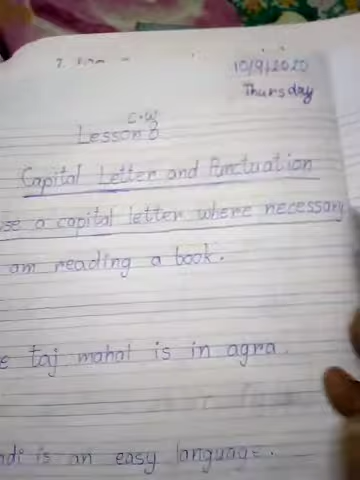 10/9/2020
Thursday
C.W
Lesson 8
Capital Letter and Punctuation
se a capital letter where necessary
am reading a book.
e taj mahal is in agra.
ndi is an easy language.